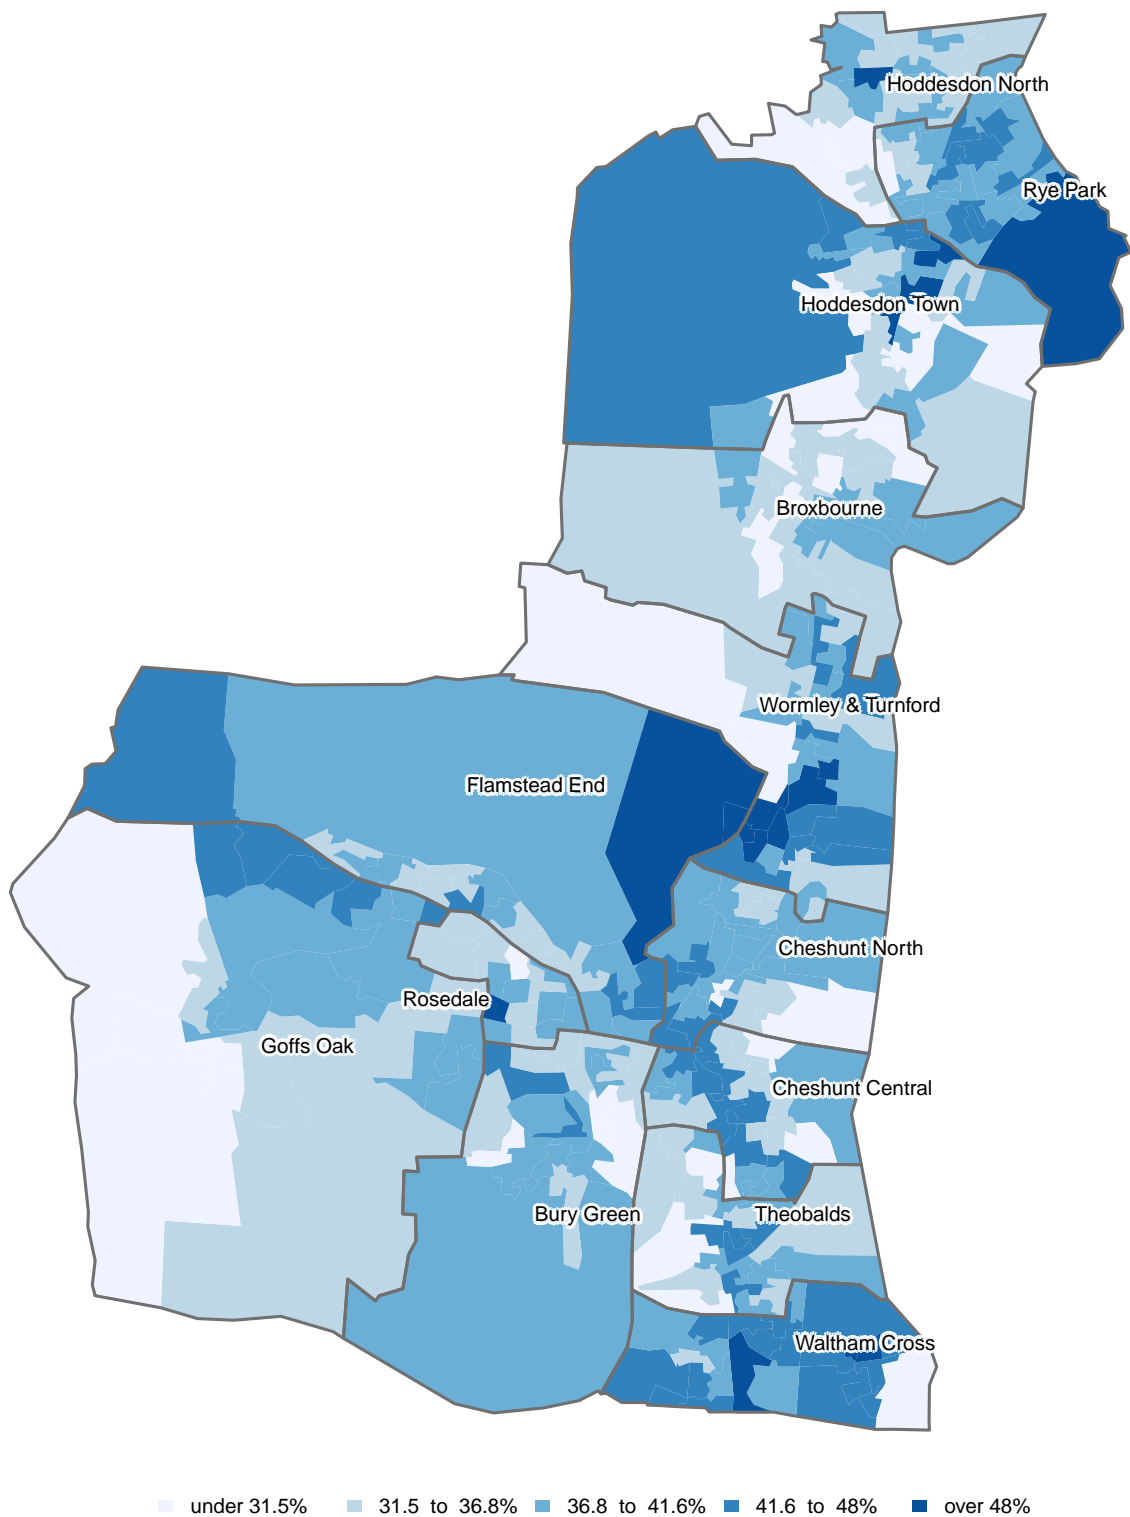 Hoddesdon North
Rye Park
Hoddesdon Town
Broxbourne
Wormley & Turnford
Flamstead End
Cheshunt North
Rosedale
Goffs Oak
Cheshunt Central
Bury Green
Theobalds
Waltham Cross
under 31.5% 31.5 to 36.8% 36.8 to 41.6% 41.6 to 48% over 48%